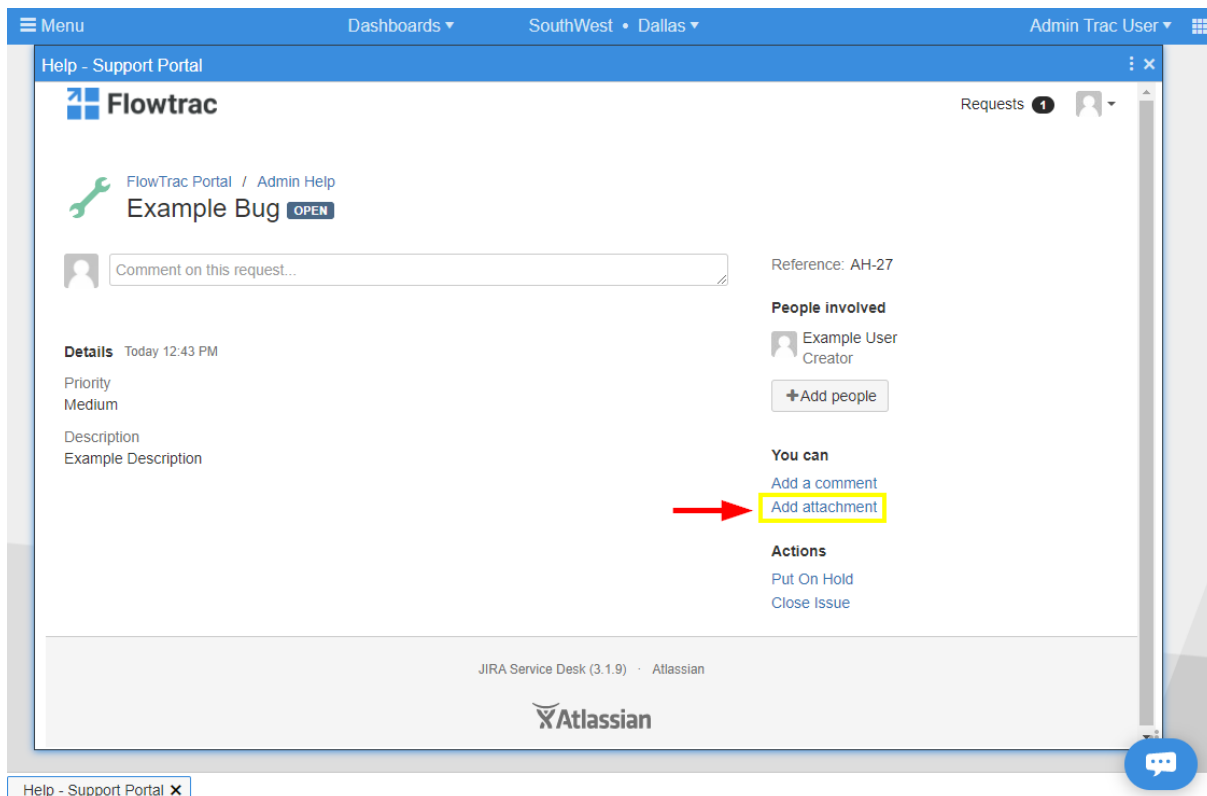 Menu
Dashboards ▾
SouthWest • Dallas ▾
Admin Trac User ▾
Help - Support Portal
Flowtrac
Requests 1
FlowTrac Portal / Admin Help
Example Bug OPEN
Comment on this request...
Details Today 12:43 PM
Priority
Medium
Description
Example Description
Reference: AH-27
People involved
Example User
Creator
+Add people
You can
Add a comment
Add attachment
Actions
Put On Hold
Close Issue
JIRA Service Desk (3.1.9) · Atlassian
Atlassian
Help - Support Portal